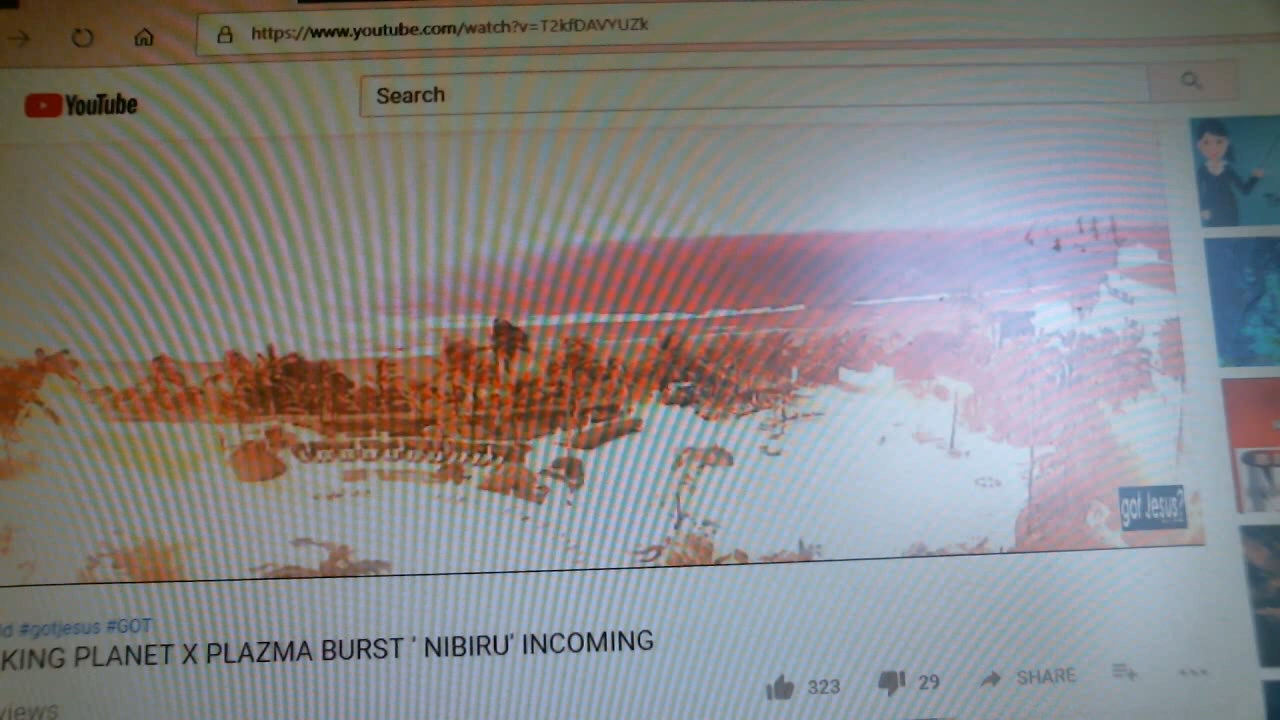 https://www.youtube.com/watch?v=T2kfDAVYUZk
YouTube
Search
got Jesus?
#gotjesus #GOT
KING PLANET X PLAZMA BURST ' NIBIRU' INCOMING
323
29
SHARE
views